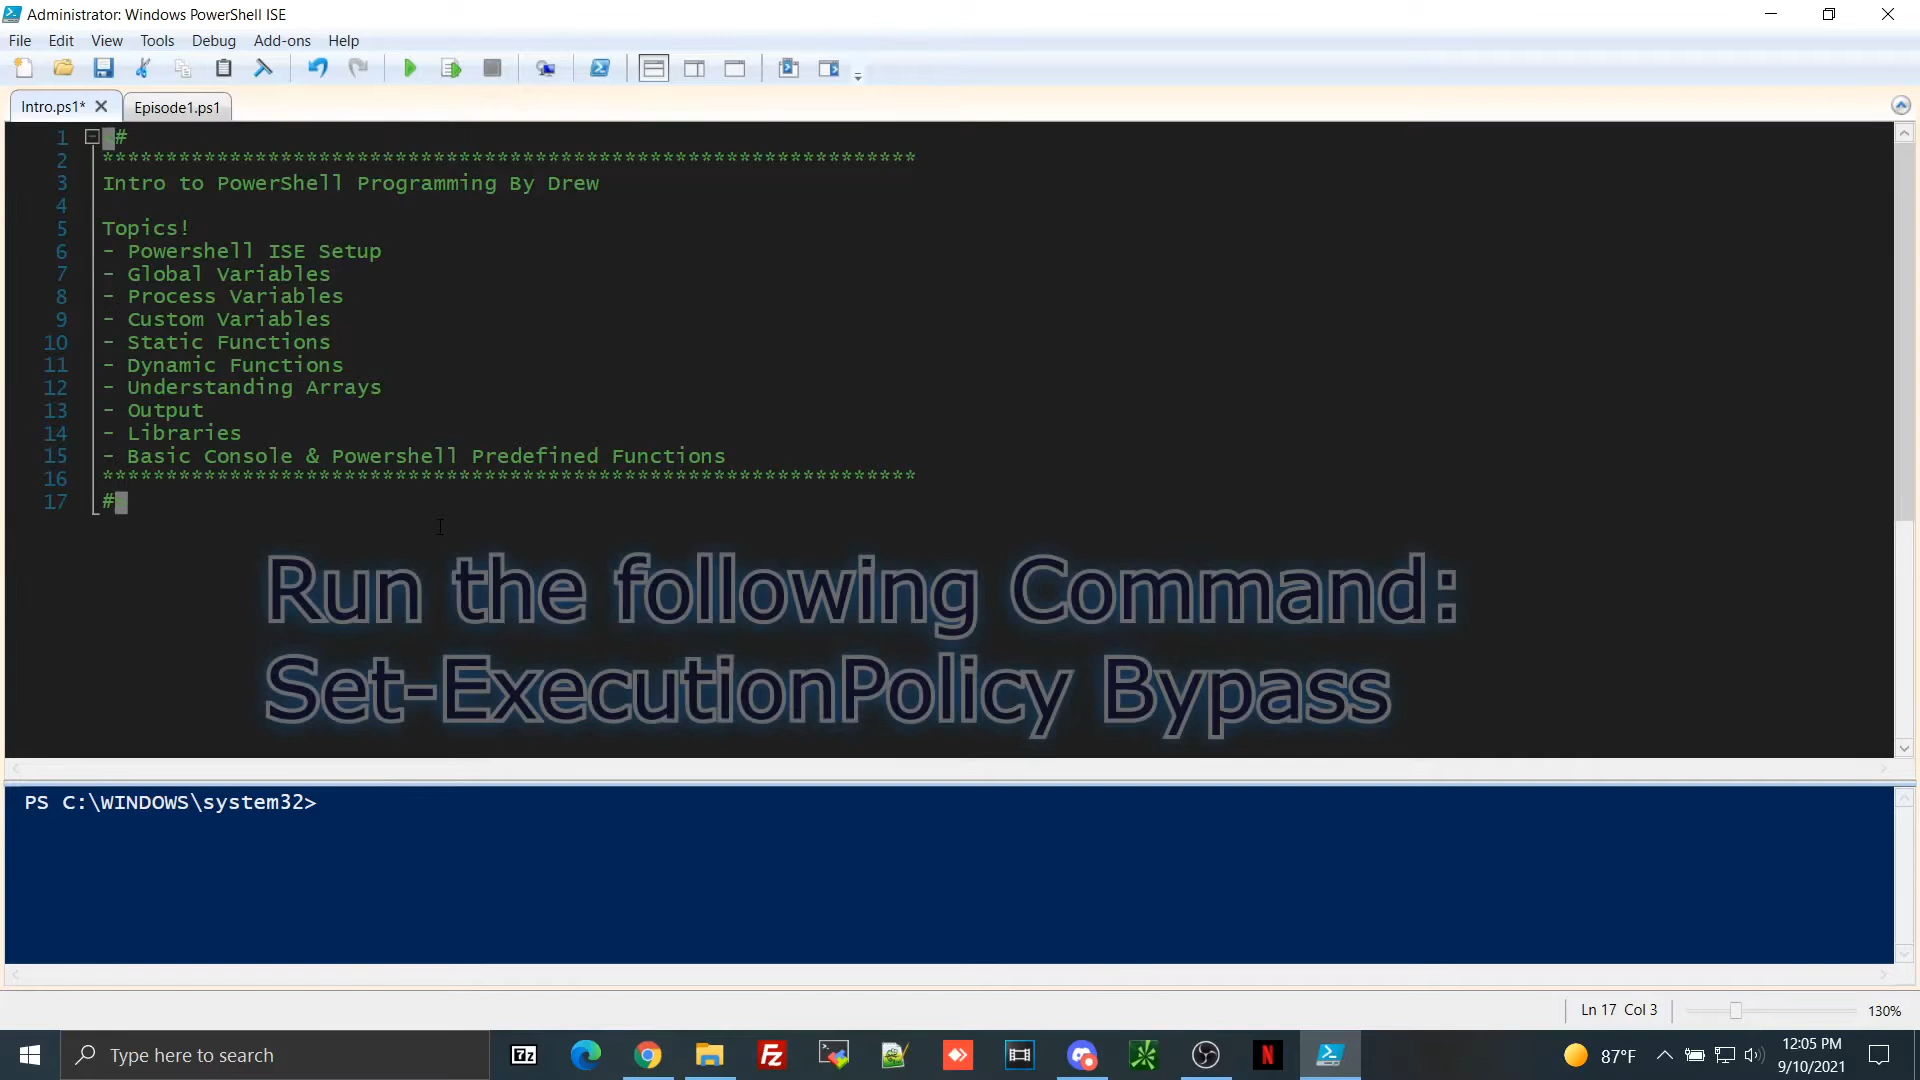 Administrator: Windows PowerShell ISE
File Edit View Tools Debug Add-ons Help
Intro.ps1* Episode1.ps1
1 <#
2 ****************************************************************
3 Intro to PowerShell Programming By Drew
4
5 Topics!
6 - Powershell ISE Setup
7 - Global Variables
8 - Process Variables
9 - Custom Variables
10 - Static Functions
11 - Dynamic Functions
12 - Understanding Arrays
13 - Output
14 - Libraries
15 - Basic Console & Powershell Predefined Functions
16 ****************************************************************
17 #>
Run the following Command:
Set-ExecutionPolicy Bypass
PS C:\WINDOWS\system32>
Ln 17 Col 3 130%
Type here to search
7z
Fz
N
87°F
12:05 PM
9/10/2021